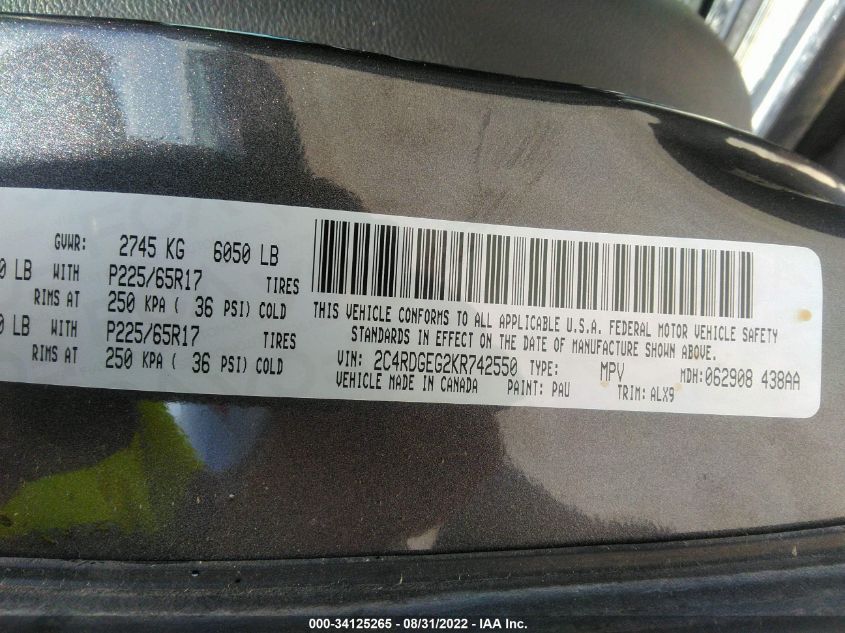 GVWR: 2745 KG 6050 LB
0 LB WITH P225/65R17 TIRES
RIMS AT 250 KPA ( 36 PSI) COLD
0 LB WITH P225/65R17 TIRES
RIMS AT 250 KPA ( 36 PSI) COLD
THIS VEHICLE CONFORMS TO ALL APPLICABLE U.S.A. FEDERAL MOTOR VEHICLE SAFETY
STANDARDS IN EFFECT ON THE DATE OF MANUFACTURE SHOWN ABOVE.
VIN: 2C4RDGEG2KR742550 TYPE: MPV MDH:062908 438AA
VEHICLE MADE IN CANADA PAINT: PAU TRIM: ALX9
000-34125265 - 08/31/2022 - IAA Inc.